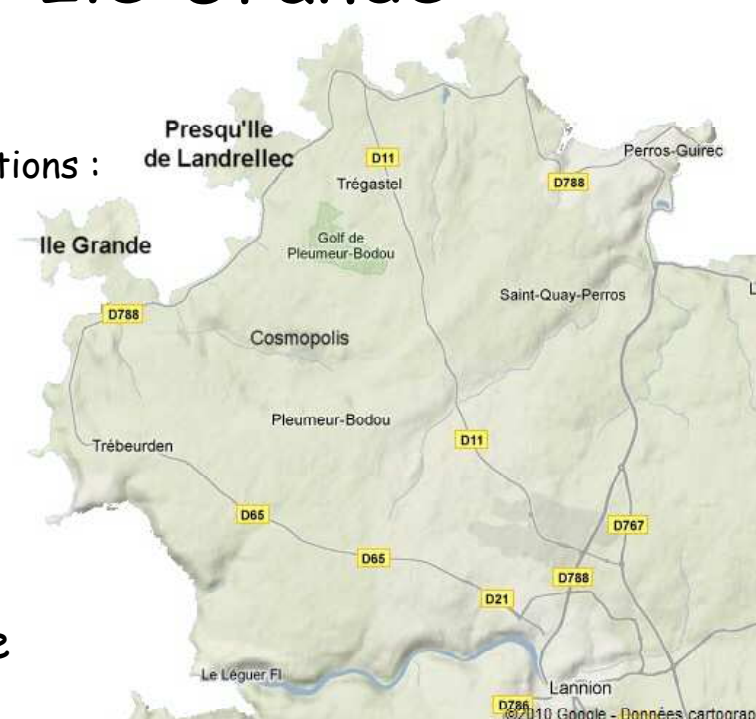 Ile Grande
tions :
Presqu'Ile
de Landrellec
D11
Trégastel
D788
Perros-Guirec
Ile Grande
Golf de
Pleumeur-Bodou
Saint-Quay-Perros
D788
Cosmopolis
Pleumeur-Bodou
D11
Trébeurden
D65
D65
D767
D788
D21
e
Le Léguer Fl
Lannion
D786
©2010 Google - Données cartograp